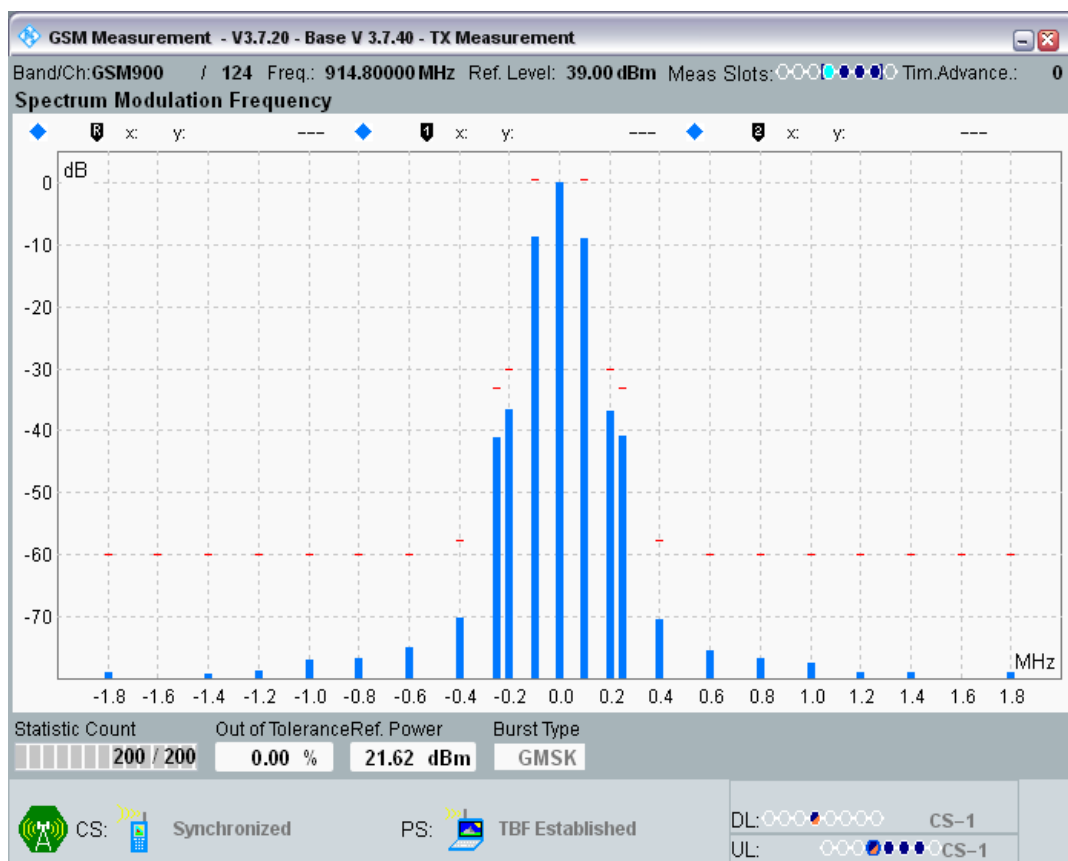 GSM Measurement - V3.7.20 - Base V 3.7.40 - TX Measurement
Band/Ch:GSM900 / 124 Freq.: 914.80000 MHz Ref. Level: 39.00 dBm Meas Slots: Tim.Advance.: 0
Spectrum Modulation Frequency
R x: y: --- 1 x: y: --- 2 x: y: ---
dB
0
-10
-20
-30
-40
-50
-60
-70
MHz
-1.8 -1.6 -1.4 -1.2 -1.0 -0.8 -0.6 -0.4 -0.2 0.0 0.2 0.4 0.6 0.8 1.0 1.2 1.4 1.6 1.8
Statistic Count Out of Tolerance Ref. Power Burst Type
200 / 200 0.00 % 21.62 dBm GMSK
CS: Synchronized PS: TBF Established
DL: CS-1
UL: CS-1